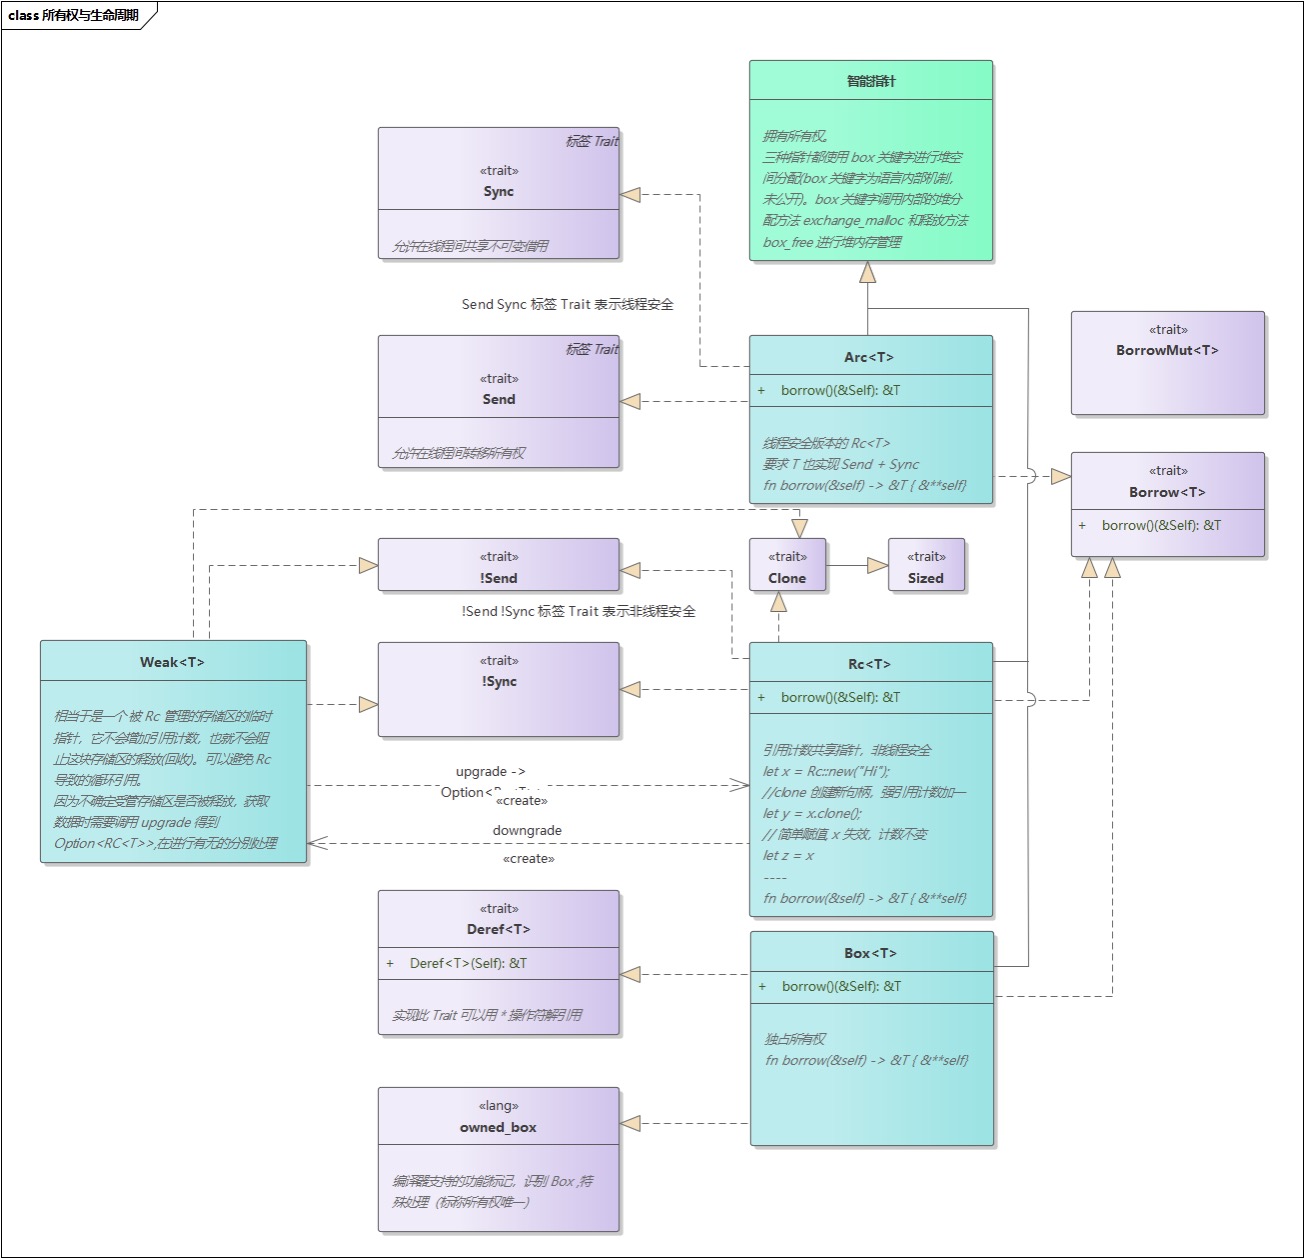 class 所有权与生命周期
智能指针
拥有所有权。
三种指针都使用 box 关键字进行堆空
间分配(box 关键字为语言内部机制,
未公开)。box 关键字调用内部的堆分
配方法 exchange_malloc 和释放方法
box_free 进行堆内存管理
标签 Trait
«trait»
Sync
允许在线程间共享不可变借用
Send Sync 标签 Trait 表示线程安全
标签 Trait
«trait»
Send
允许在线程间转移所有权
Arc<T>
+ borrow()(&Self): &T
线程安全版本的 Rc<T>
要求 T 也实现 Send + Sync
fn borrow(&self) -> &T { &**self}
«trait»
BorrowMut<T>
«trait»
Borrow<T>
+ borrow()(&Self): &T
«trait»
!Send
«trait»
Clone
«trait»
Sized
!Send !Sync 标签 Trait 表示非线程安全
«trait»
!Sync
Weak<T>
相当于是一个 被 Rc 管理的存储区的临时
指针，它不会增加引用计数，也就不会阻
止这块存储区的释放(回收)。可以避免 Rc
导致的循环引用。
因为不确定受管存储区是否被释放，获取
数据时需要调用 upgrade 得到
Option<RC<T>>,在进行有无的分别处理
Rc<T>
+ borrow()(&Self): &T
引用计数共享指针，非线程安全
let x = Rc::new("Hi");
//clone 创建新句柄，强引用计数加一
let y = x.clone();
// 简单赋值 x 失效，计数不变
let z = x
----
fn borrow(&self) -> &T { &**self}
upgrade ->
«create»
downgrade
«create»
«trait»
Deref<T>
+ Deref<T>(Self): &T
实现此 Trait 可以用 * 操作符解引用
Box<T>
+ borrow()(&Self): &T
独占所有权
fn borrow(&self) -> &T { &**self}
«lang»
owned_box
编译器支持的功能标记，识别 Box ,特
殊处理（标称所有权唯一）